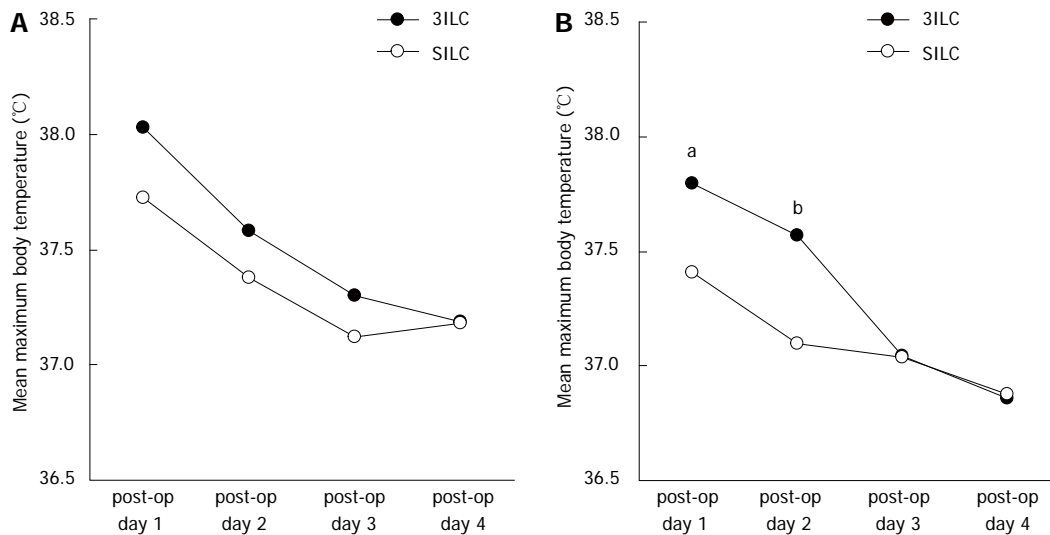 A
3ILC
SILC
Mean maximum body temperature (℃)
38.5
38.0
37.5
37.0
36.5
post-op day 1
post-op day 2
post-op day 3
post-op day 4
B
3ILC
SILC
Mean maximum body temperature (℃)
38.5
38.0
37.5
37.0
36.5
a
b
post-op day 1
post-op day 2
post-op day 3
post-op day 4